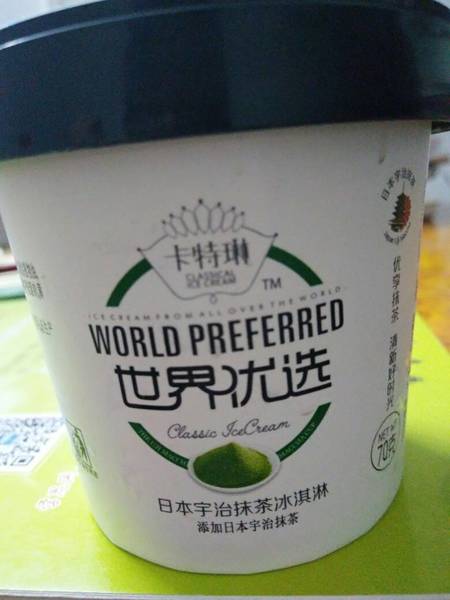 卡特琳
CLASSICAL
ICE CREAM
TM
ICE CREAM FROM ALL OVER THE WORLD
WORLD PREFERRED
世界优选
Classic IceCream
日本宇治抹茶冰淇淋
添加日本宇治抹茶
优享抹茶 清新好时光
NET WT
70克